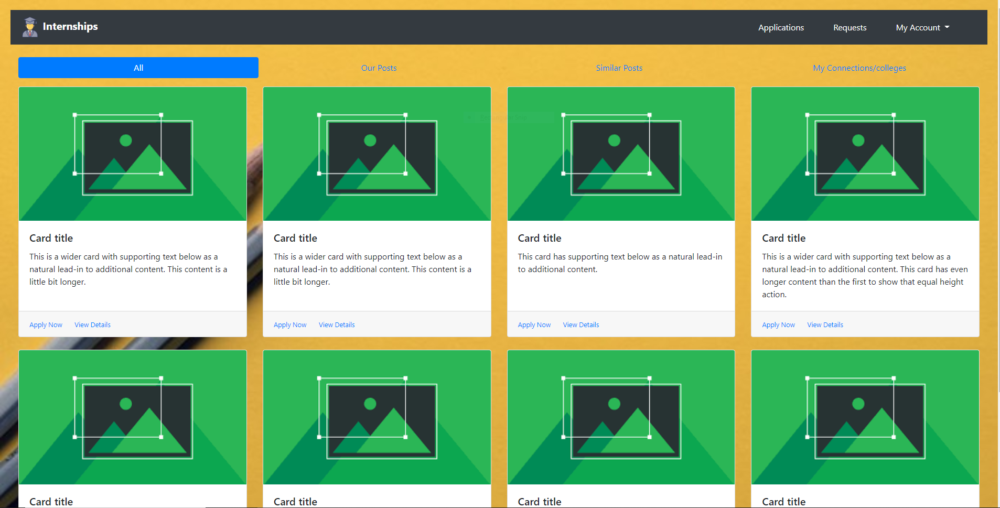 Internships
Applications
Requests
My Account
All
Our Posts
Similar Posts
My Connections/colleges
Card title
This is a wider card with supporting text below as a
natural lead-in to additional content. This content is a
little bit longer.
Apply Now
View Details
Card title
This is a wider card with supporting text below as a
natural lead-in to additional content. This content is a
little bit longer.
Apply Now
View Details
Card title
This card has supporting text below as a natural lead-in
to additional content.
Apply Now
View Details
Card title
This is a wider card with supporting text below as a
natural lead-in to additional content. This card has even
longer content than the first to show that equal height
action.
Apply Now
View Details
Card title
Card title
Card title
Card title